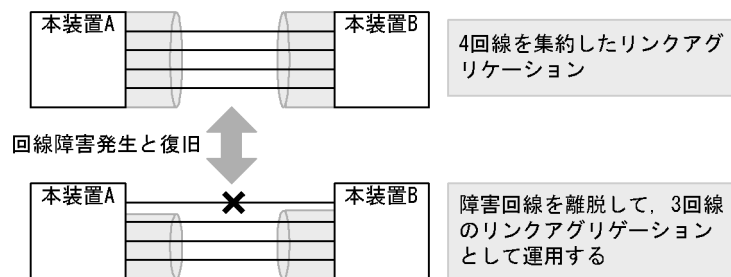 本装置A
本装置B
4回線を集約したリンクアグ
リケーション
回線障害発生と復旧
本装置A
本装置B
障害回線を離脱して，3回線
のリンクアグリゲーション
として運用する